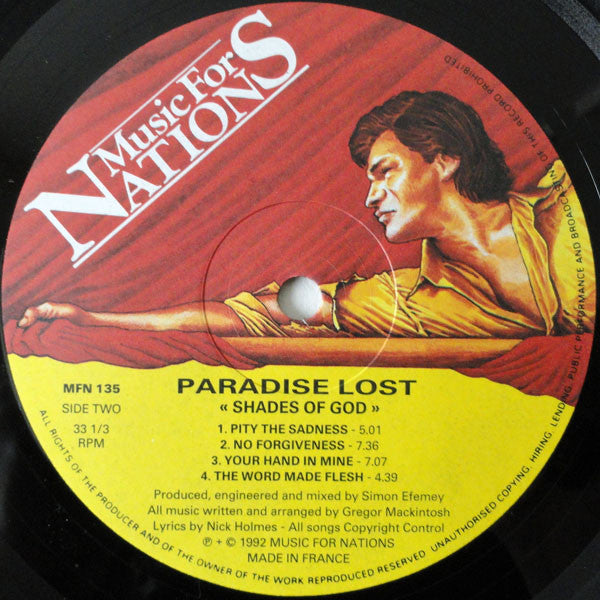 Music For
NATIONS
MFN 135
SIDE TWO
33 1/3
RPM
PARADISE LOST
« SHADES OF GOD »
1. PITY THE SADNESS - 5.01
2. NO FORGIVENESS - 7.36
3. YOUR HAND IN MINE - 7.07
4. THE WORD MADE FLESH - 4.39
Produced, engineered and mixed by Simon Efemey
All music written and arranged by Gregor Mackintosh
Lyrics by Nick Holmes - All songs Copyright Control
℗ + © 1992 MUSIC FOR NATIONS
MADE IN FRANCE
ALL RIGHTS OF THE PRODUCER AND OF THE OWNER OF THE WORK REPRODUCED RESERVED. UNAUTHORISED COPYING, HIRING, LENDING, PUBLIC PERFORMANCE AND BROADCASTING OF THIS RECORD PROHIBITED